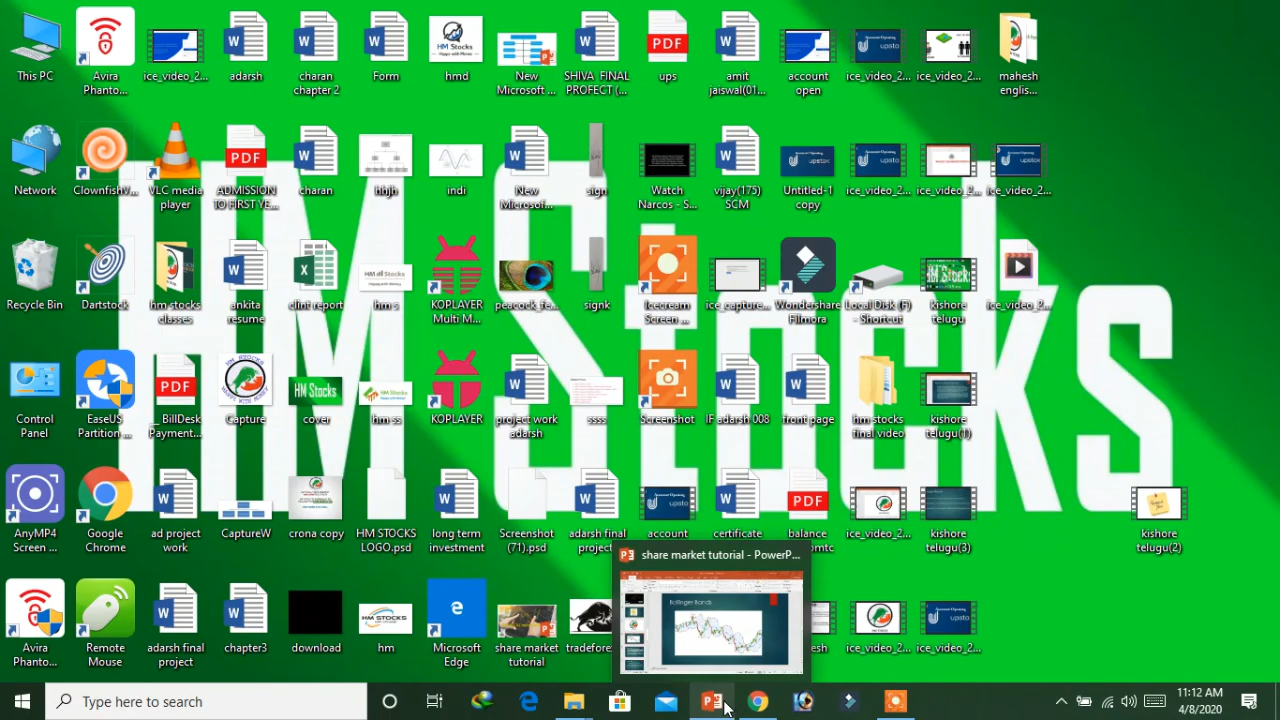 HM Stocks
This PC
Avira Phanto...
ice_video_2...
adarsh
charan chapter 2
Form
hmd
New Microsoft ...
SHIVA FINAL PROFECT (...
ups
amit jaiswal(01...
account open
ice_video_2...
ice_video_2...
mahesh englis...
Network
ClownfishV...
VLC media player
ADMISSION TO FIRST YE...
charan
hhjh
indi
New Microsof...
sign
Watch Narcos - S...
vijay(175) SCM
Untitled-1 copy
ice_video_2...
ice_video_2...
ice_video_2...
Recycle Bin
Dartstock
hm stocks classes
ankita resume
clint report
hm s
KOPLAYER Multi M...
peacock_fe...
signk
Icecream Screen ...
ice_capture...
Wondershare Filmora
Local Disk (F) - Shortcut
kishore telugu
ice_video_2...
Control Panel
EaseUS Partition ...
_ BillDesk Payment...
Capture
cover
hm ss
KOPLAYER
project work adarsh
ssss
Screenshot
IF adarsh 008
front page
hm stocks final video
kishore telugu(1)
AnyMP4 Screen ...
Google Chrome
ad project work
CaptureW
crona copy
HM STOCKS LOGO.psd
long term investment
Screenshot (71).psd
adarsh final project
account
certificate
balance
ice_video_2...
kishore telugu(3)
kishore telugu(2)
share market tutorial - PowerP...
Bollinger Bands
Avira Phanto...
Remote Mouse
adarsh final project
chapter3
download
hm
Microsoft Edge
share market tutorial
tradefore
ice_video_2...
ice_video_2...
Type here to search
11:12 AM
4/8/2020